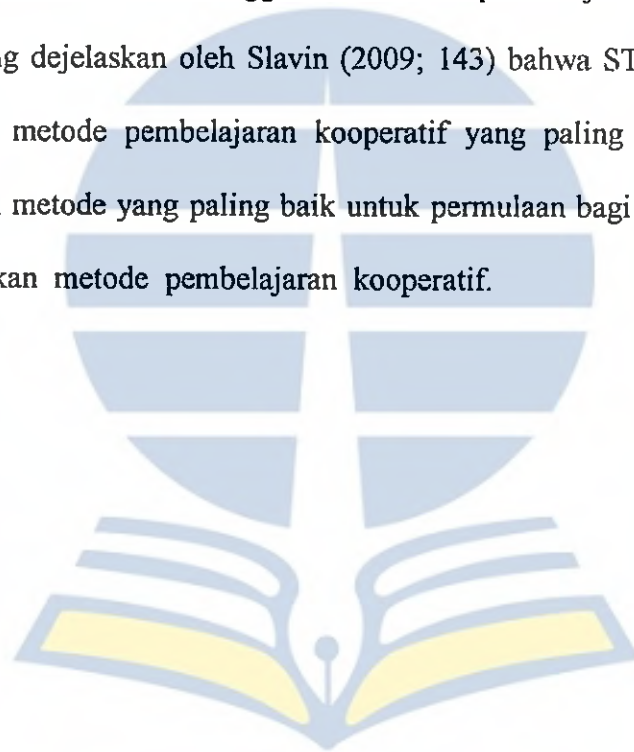 dejelaskan oleh Slavin (2009; 143) bahwa ST
metode pembelajaran kooperatif yang paling
metode yang paling baik untuk permulaan bagi
kan metode pembelajaran kooperatif.